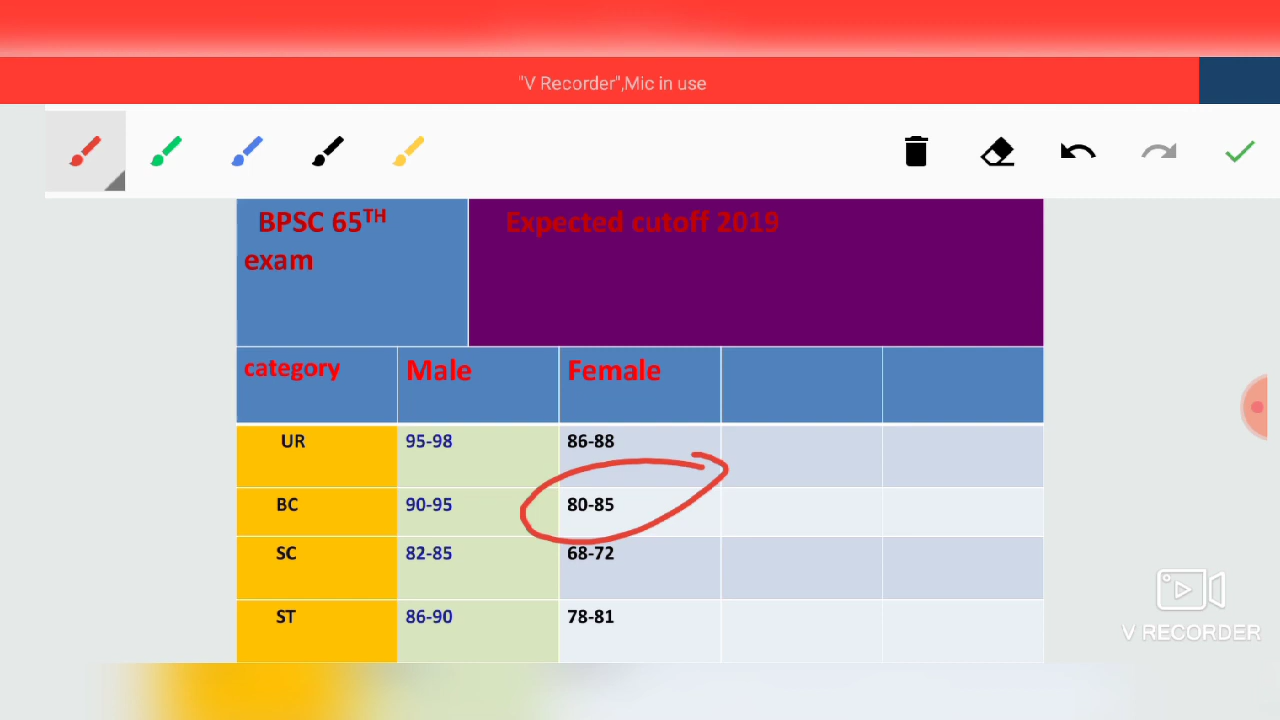 "V Recorder",Mic in use
BPSC 65TH Expected cutoff 2019
exam
category Male Female
UR 95-98 86-88
BC 90-95 80-85
SC 82-85 68-72
ST 86-90 78-81
V RECORDER